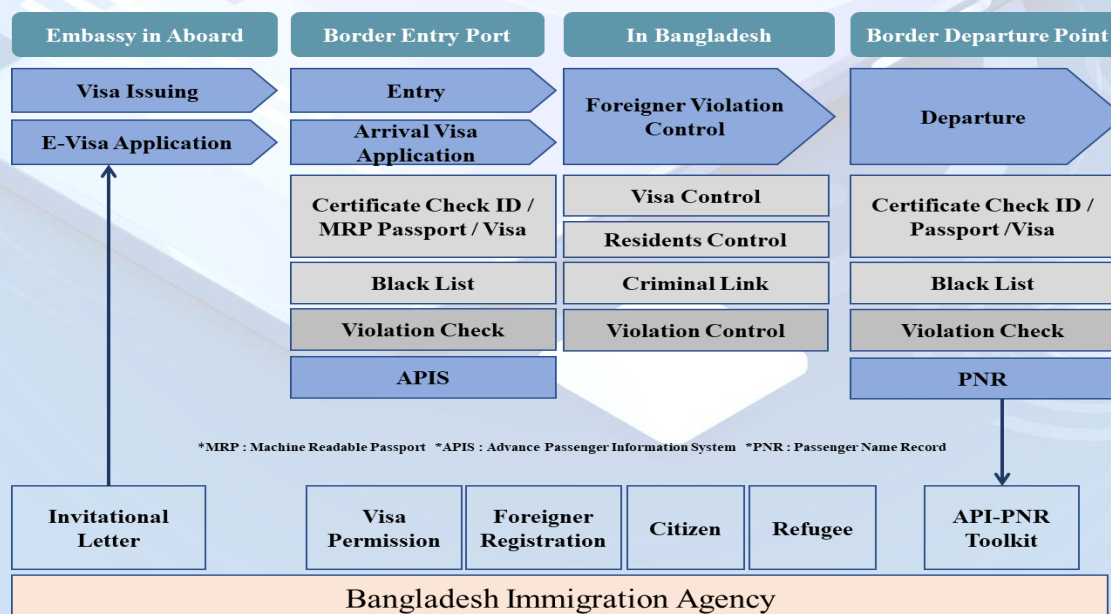 Embassy in Aboard
Border Entry Port
In Bangladesh
Border Departure Point
Visa Issuing
Entry
Foreigner Violation
Control
Departure
E-Visa Application
Arrival Visa
Application
Certificate Check ID /
MRP Passport / Visa
Visa Control
Certificate Check ID /
Passport /Visa
Residents Control
Black List
Criminal Link
Black List
Violation Check
Violation Control
Violation Check
APIS
PNR
*MRP : Machine Readable Passport *APIS : Advance Passenger Information System *PNR : Passenger Name Record
Invitational
Letter
Visa
Permission
Foreigner
Registration
Citizen
Refugee
API-PNR
Toolkit
Bangladesh Immigration Agency